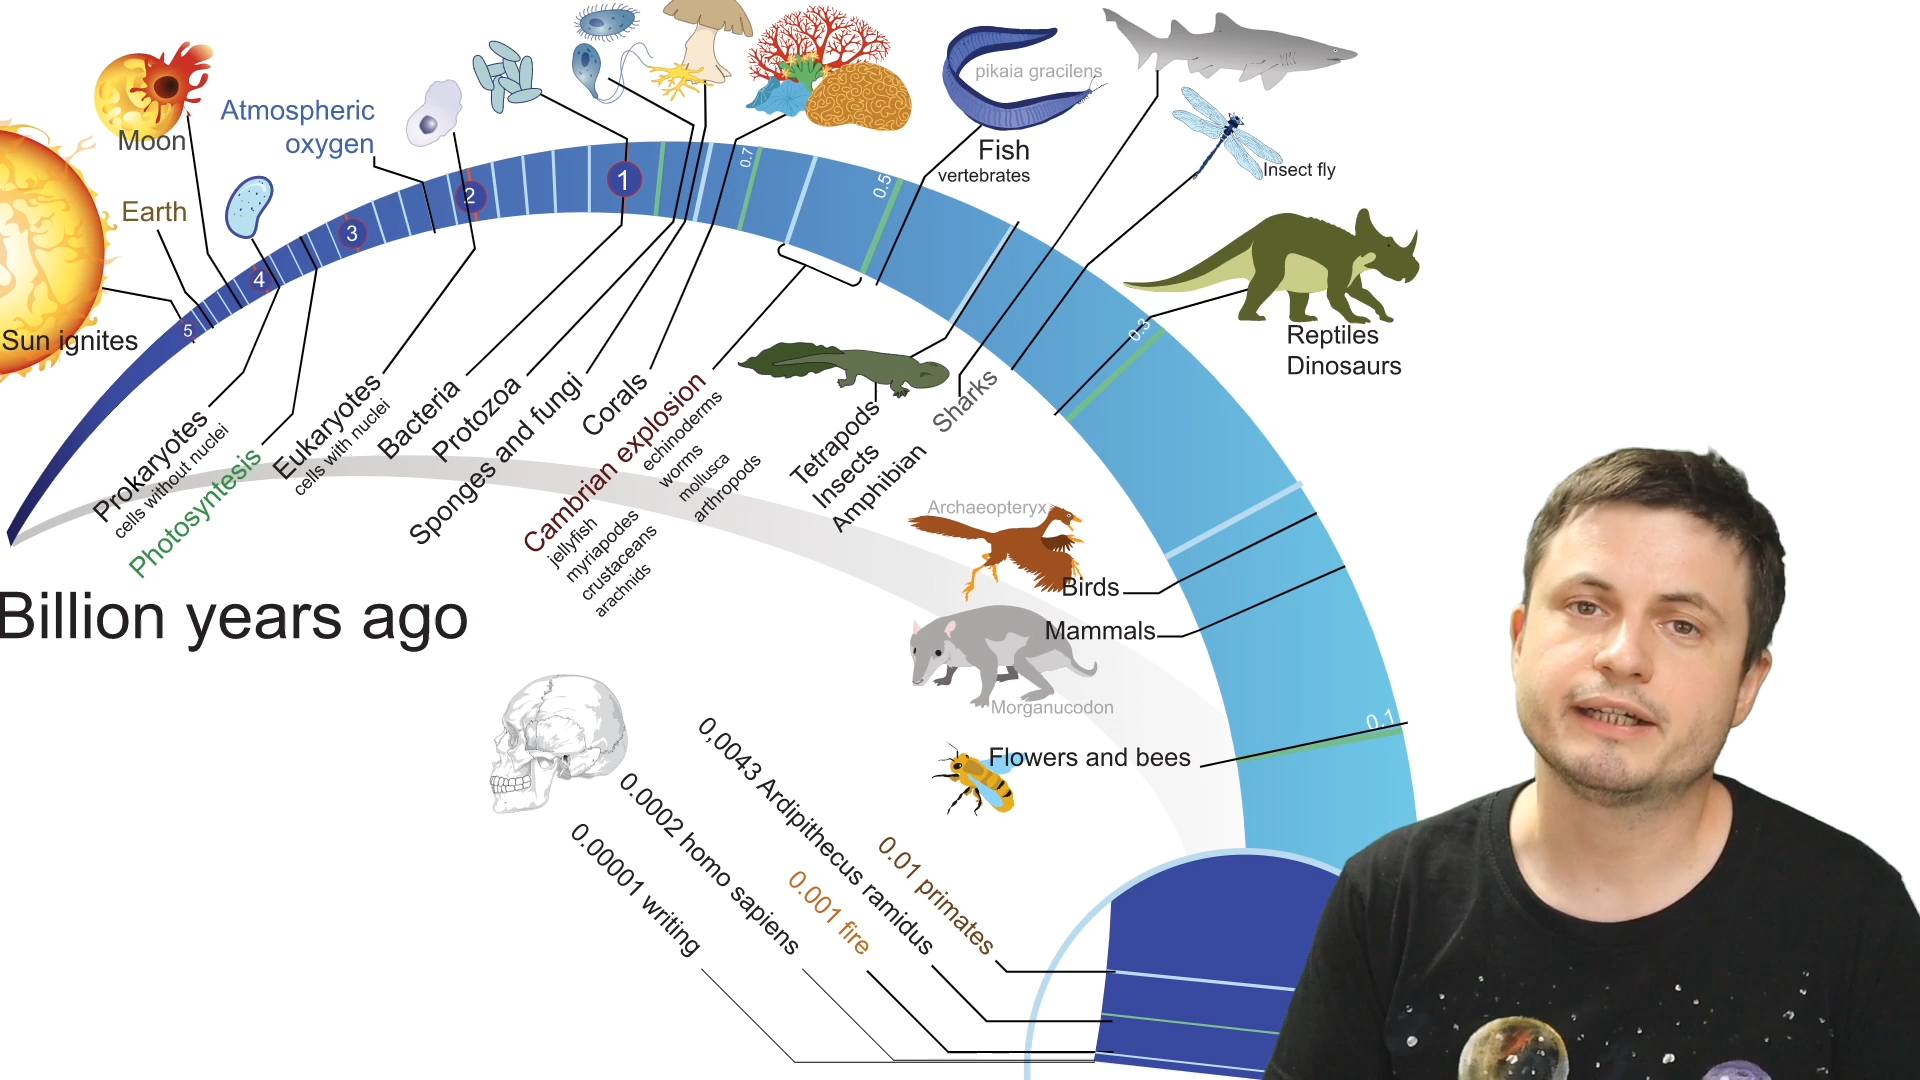 Moon
Atmospheric
oxygen
Earth
Sun ignites
5
4
3
2
1
0.7
0.5
0.3
0.1
pikaia gracilens
Fish
vertebrates
Insect fly
Reptiles
Dinosaurs
Prokaryotes
cells without nuclei
Photosyntesis
Eukaryotes
cells with nuclei
Bacteria
Protozoa
Sponges and fungi
Corals
Cambrian explosion
echinoderms
worms
mollusca
arthropods
jellyfish
myriapodes
crustaceans
arachnids
Tetrapods
Insects
Amphibian
Sharks
Archaeopteryx
Birds
Mammals
Morganucodon
Flowers and bees
Billion years ago
0,0043 Ardipithecus ramidus
0.0002 homo sapiens
0.00001 writing
0.01 primates
0.001 fire